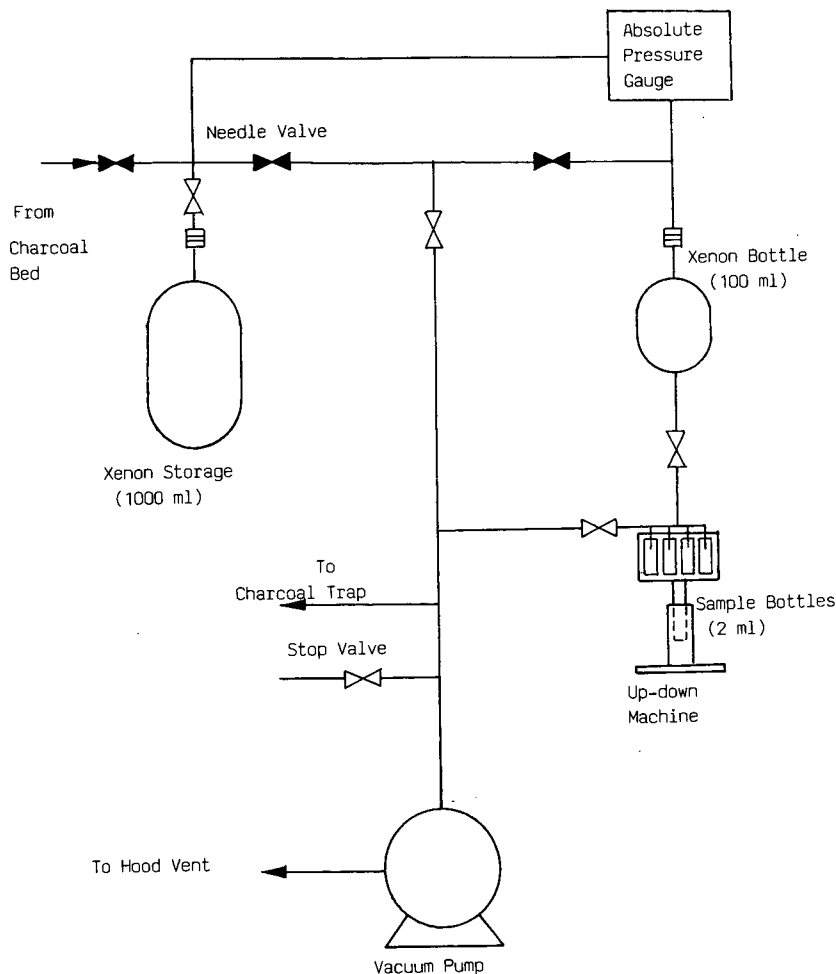 Absolute
Pressure
Gauge
Needle Valve
From
Charcoal
Bed
Xenon Bottle
(100 ml)
Xenon Storage
(1000 ml)
To
Charcoal Trap
Sample Bottles
(2 ml)
Stop Valve
Up-down
Machine
To Hood Vent
Vacuum Pump